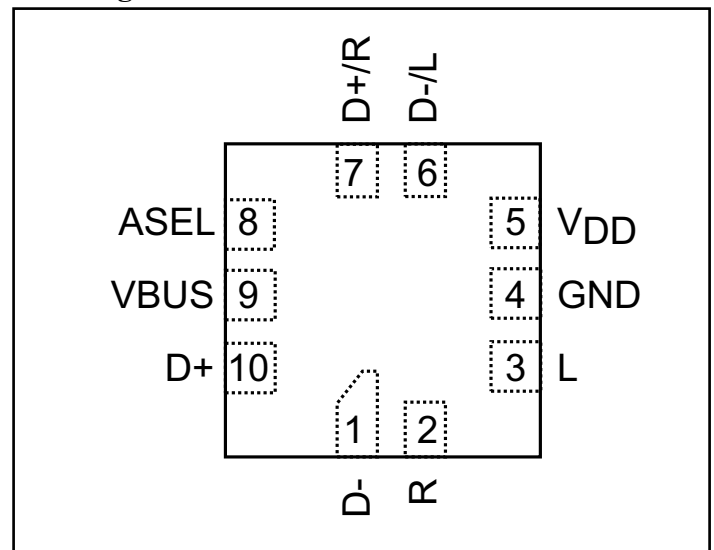 D+/R
D-/L
7
6
ASEL 8
5 VDD
VBUS 9
4 GND
D+ 10
3 L
1
2
D-
R